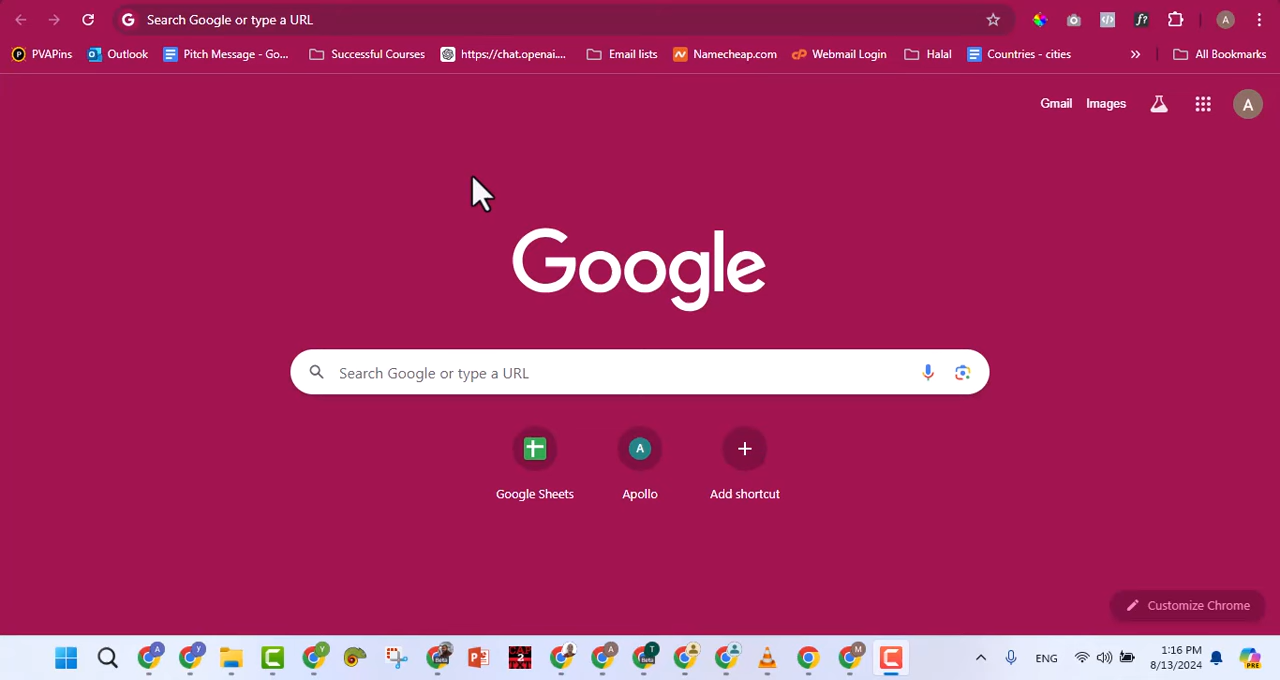 Search Google or type a URL
A
PVAPins
Outlook
Pitch Message - Go...
Successful Courses
https://chat.openai....
Email lists
Namecheap.com
Webmail Login
Halal
Countries - cities
»
All Bookmarks
Gmail
Images
A
Google
Search Google or type a URL
A
Google Sheets
Apollo
Add shortcut
Customize Chrome
ENG
1:16 PM
8/13/2024
PRE